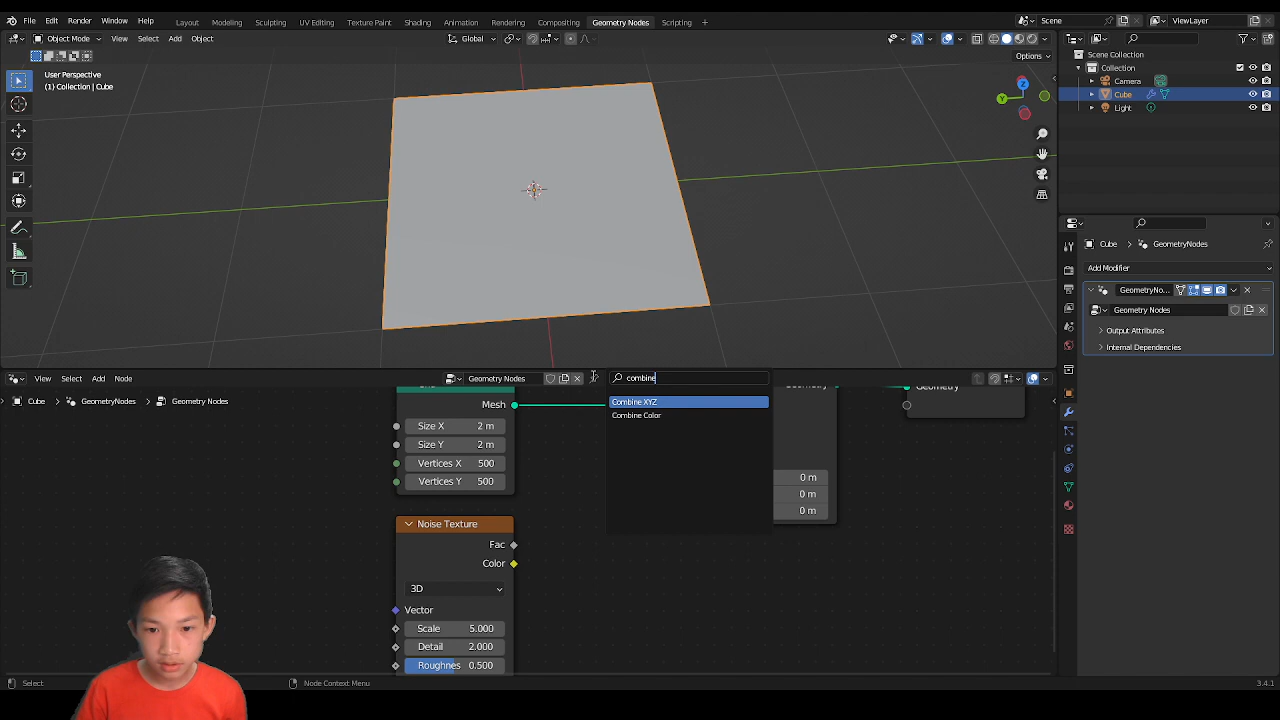 File Edit Render Window Help Layout Modeling Sculpting UV Editing Texture Paint Shading Animation Rendering Compositing Geometry Nodes Scripting + Scene ViewLayer
Object Mode View Select Add Object Global
Options
User Perspective
(1) Collection | Cube
Z
Y
Scene Collection
Collection
Camera
Cube
Light
Cube GeometryNodes
Add Modifier
GeometryNo...
Geometry Nodes
Output Attributes
Internal Dependencies
View Select Add Node Geometry Nodes
Cube GeometryNodes Geometry Nodes
combine
Combine XYZ
Combine Color
Mesh
Size X 2 m
Size Y 2 m
Vertices X 500
Vertices Y 500
0 m
0 m
0 m
Geometry
Noise Texture
Fac
Color
3D
Vector
Scale 5.000
Detail 2.000
Roughnes 0.500
Select Node Context Menu 3.4.1